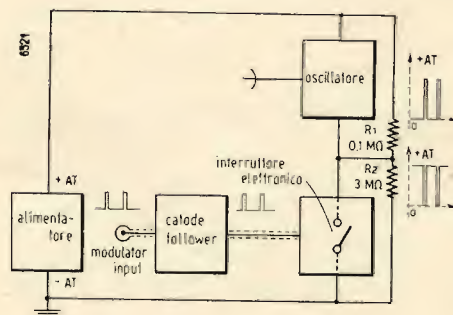 6521
oscillatore
+ AT
0
R1
0,1 MΩ
R2
3 MΩ
+ AT
0
interruttore
elettronico
+ AT
alimenta-
tore
- AT
modulator
input
catode
follower